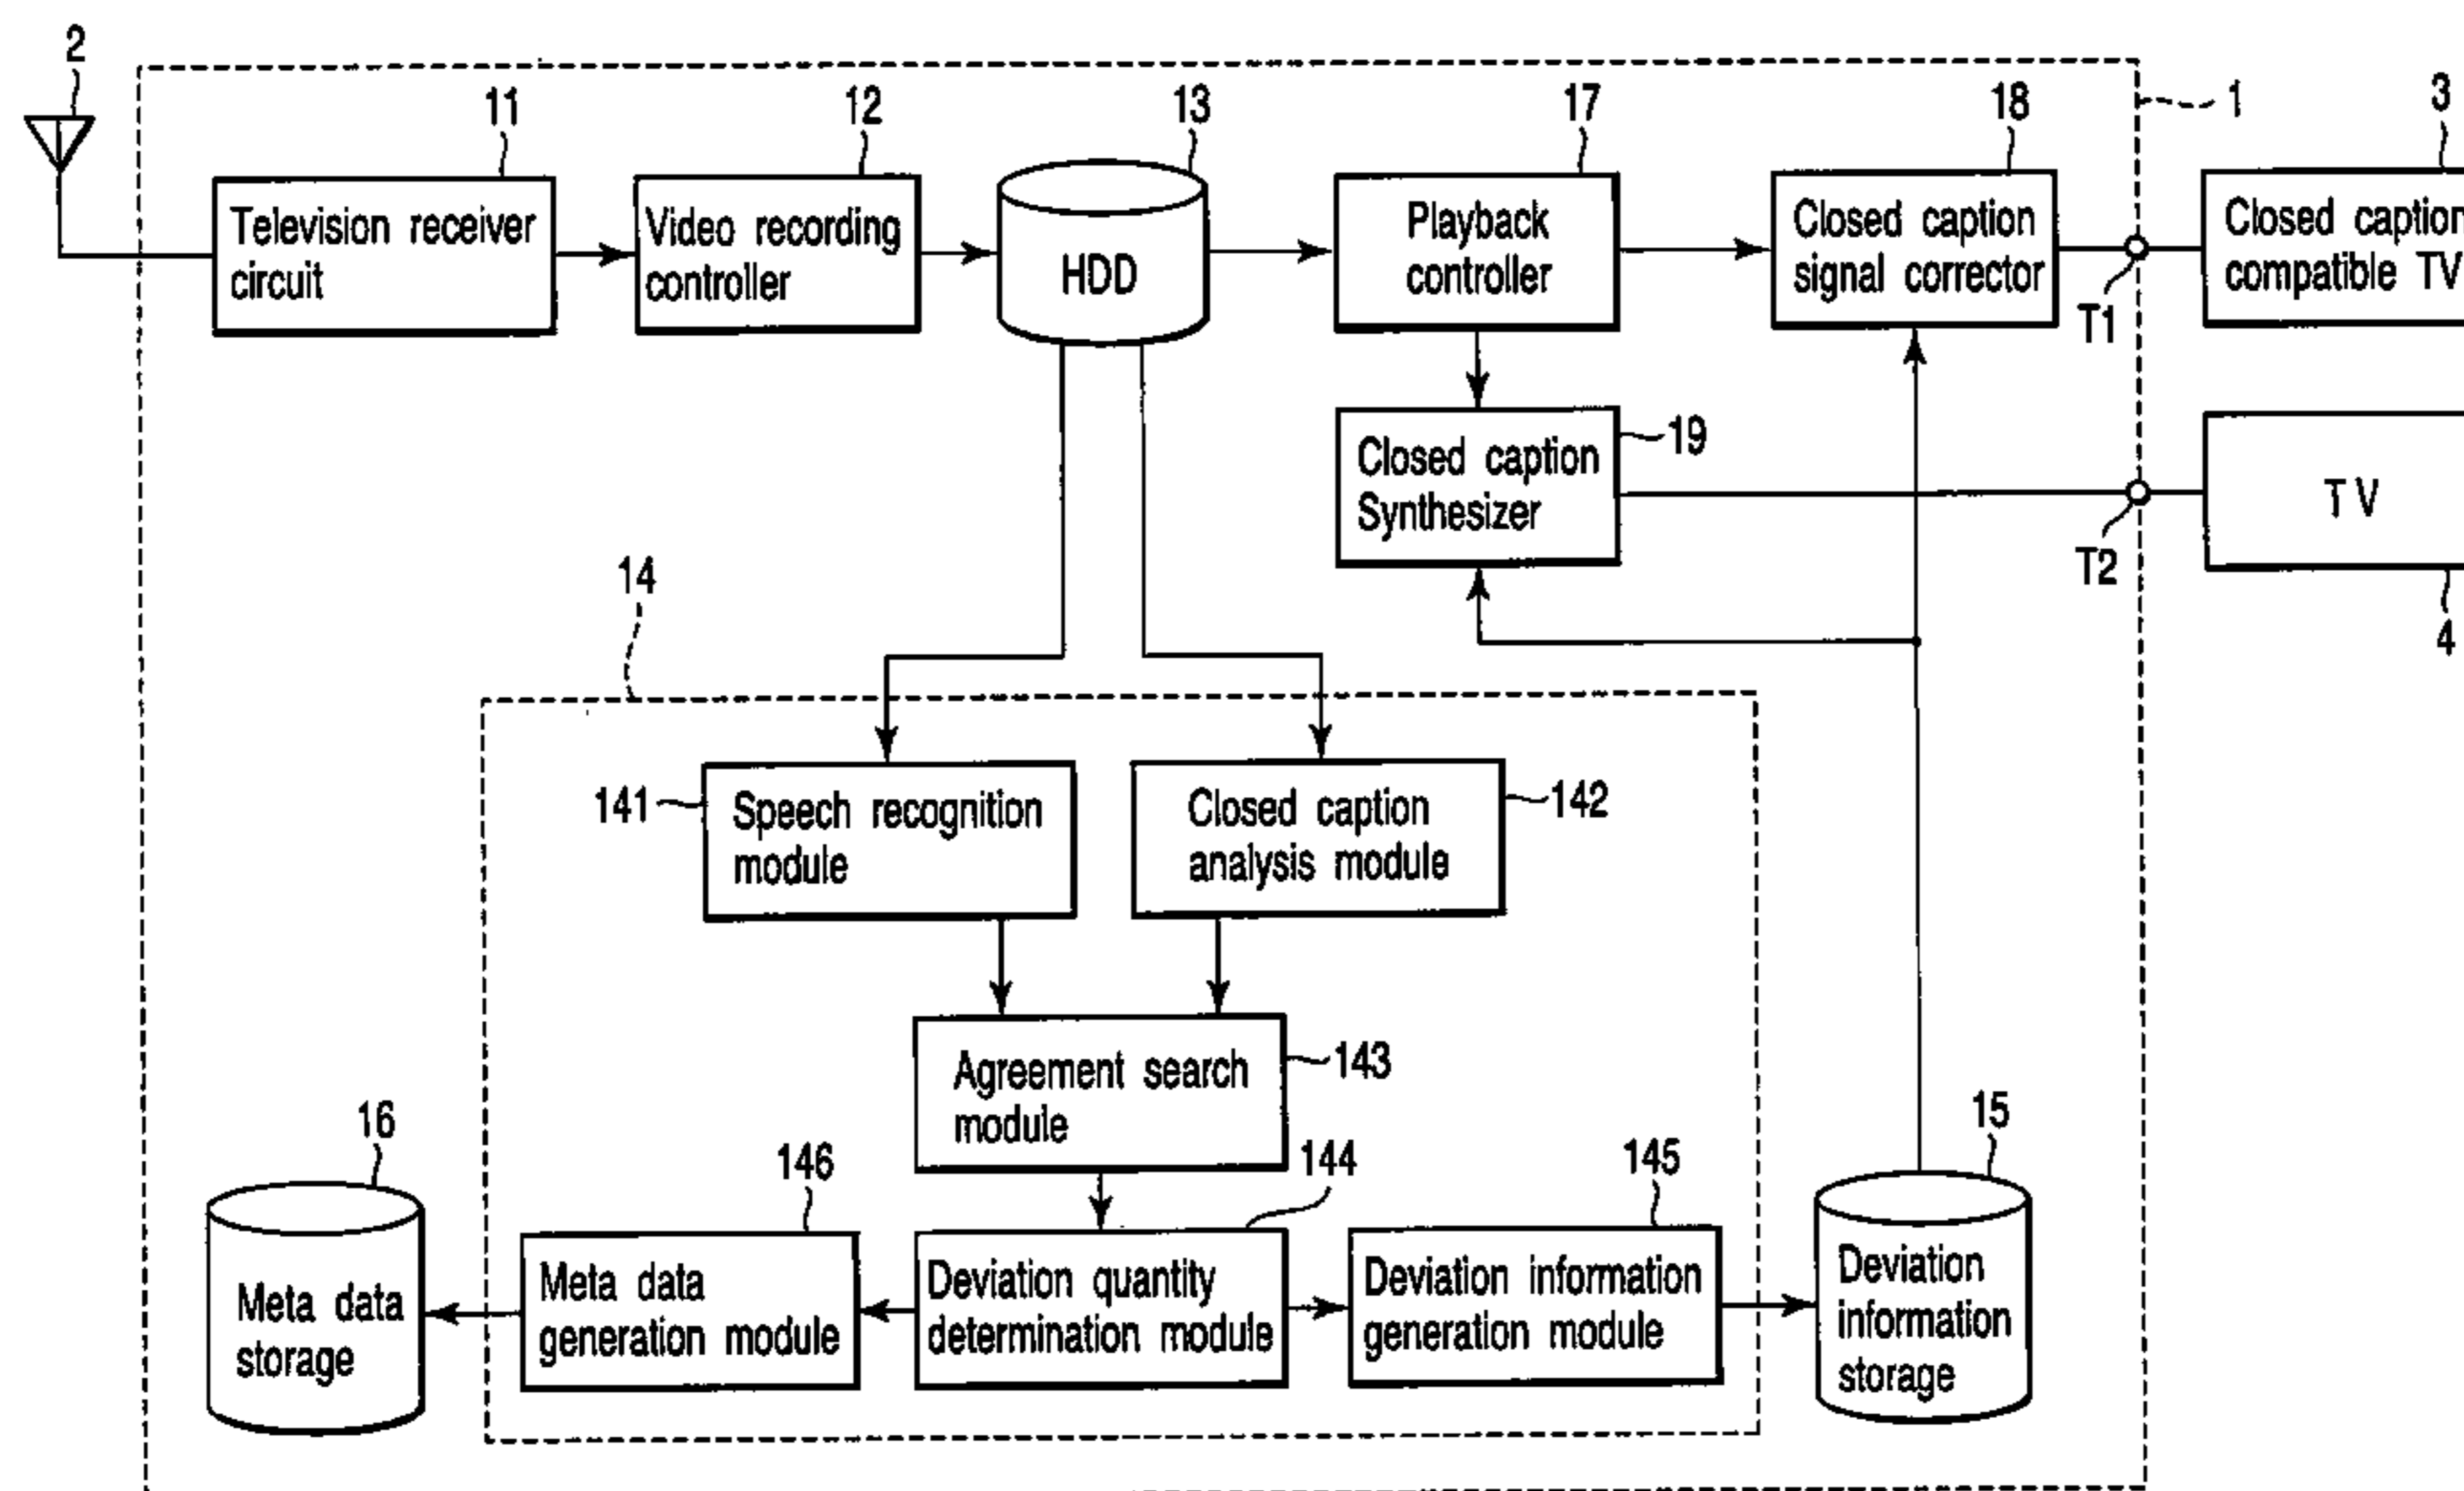 2
11
12
13
17
18
1
3
Television receiver
circuit
Video recording
controller
HDD
Playback
controller
Closed caption
signal corrector
T1
Closed caption
compatible TV
19
Closed caption
Synthesizer
T2
TV
4
14
141
Speech recognition
module
Closed caption
analysis module
142
Agreement search
module
143
16
146
144
145
15
Meta data
storage
Meta data
generation module
Deviation quantity
determination module
Deviation information
generation module
Deviation
information
storage